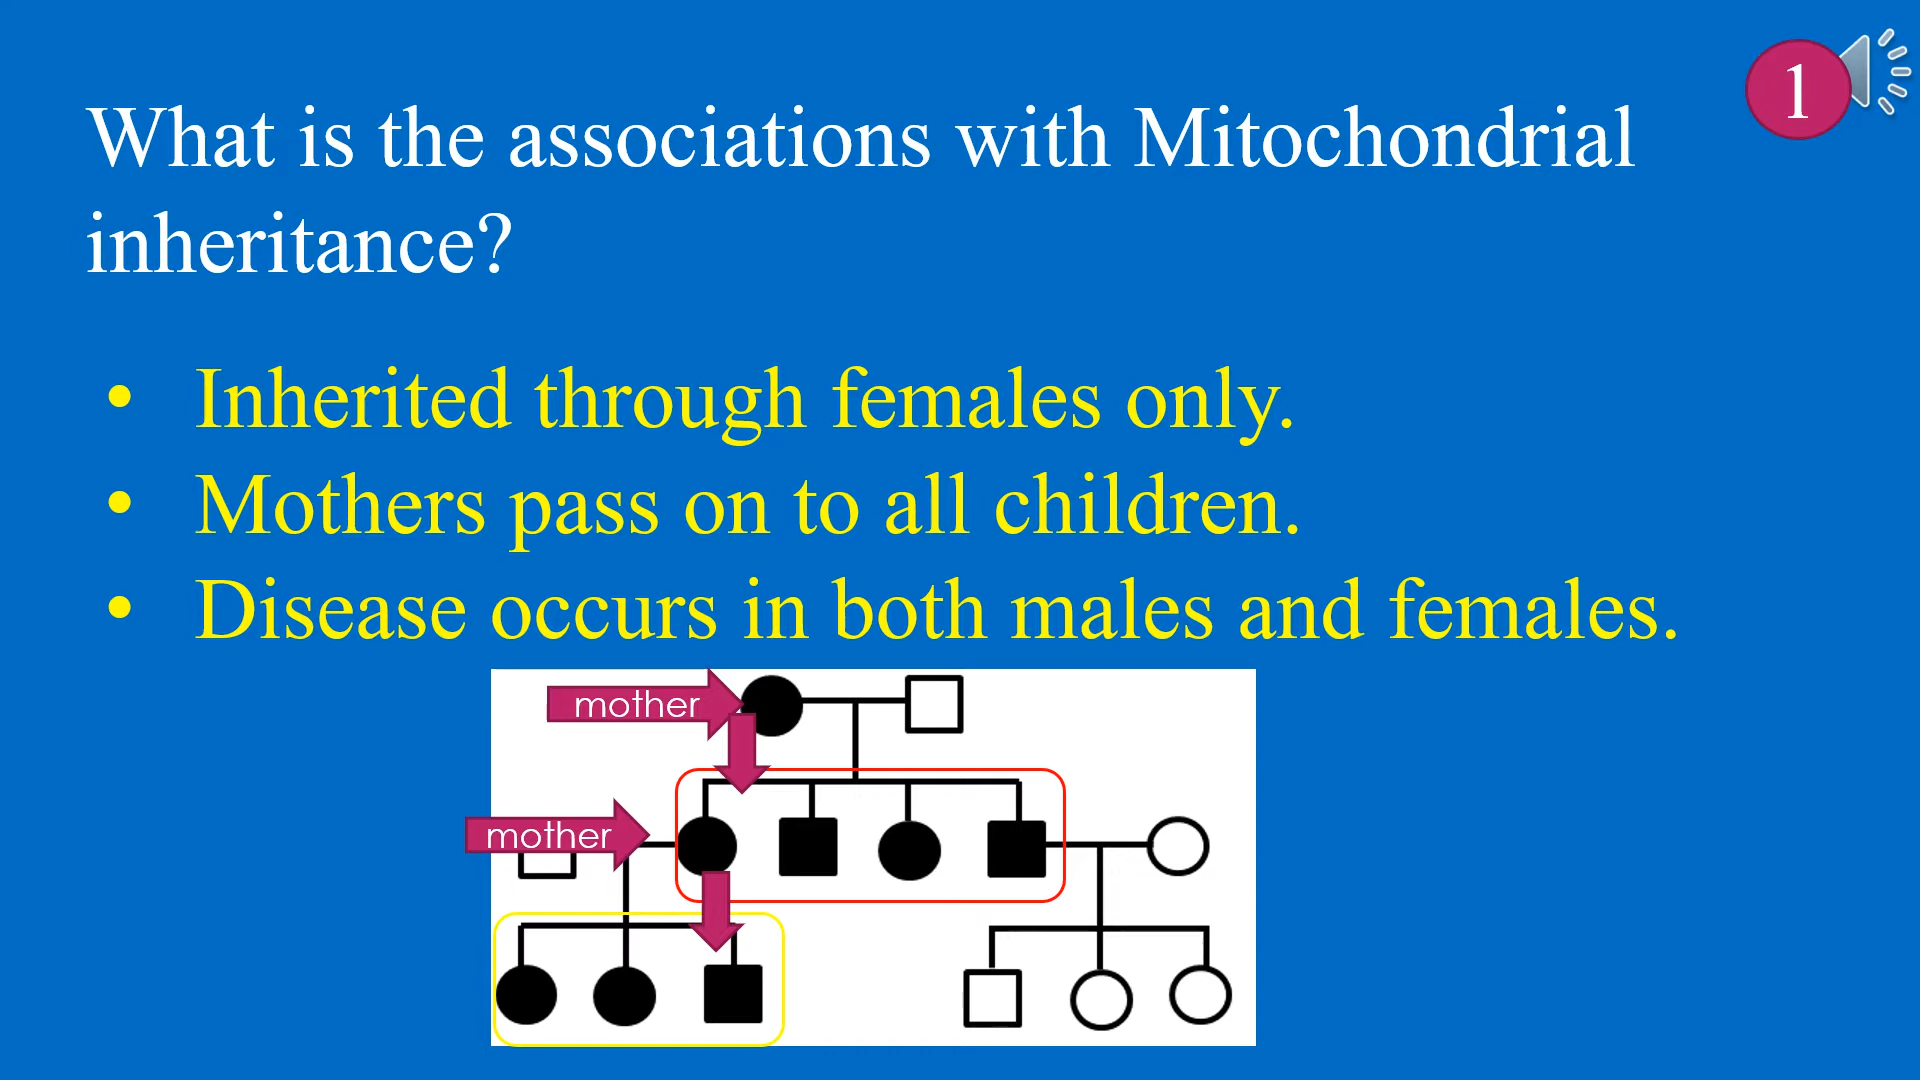 1
What is the associations with Mitochondrial
inheritance?
• Inherited through females only.
• Mothers pass on to all children.
• Disease occurs in both males and females.
mother
mother